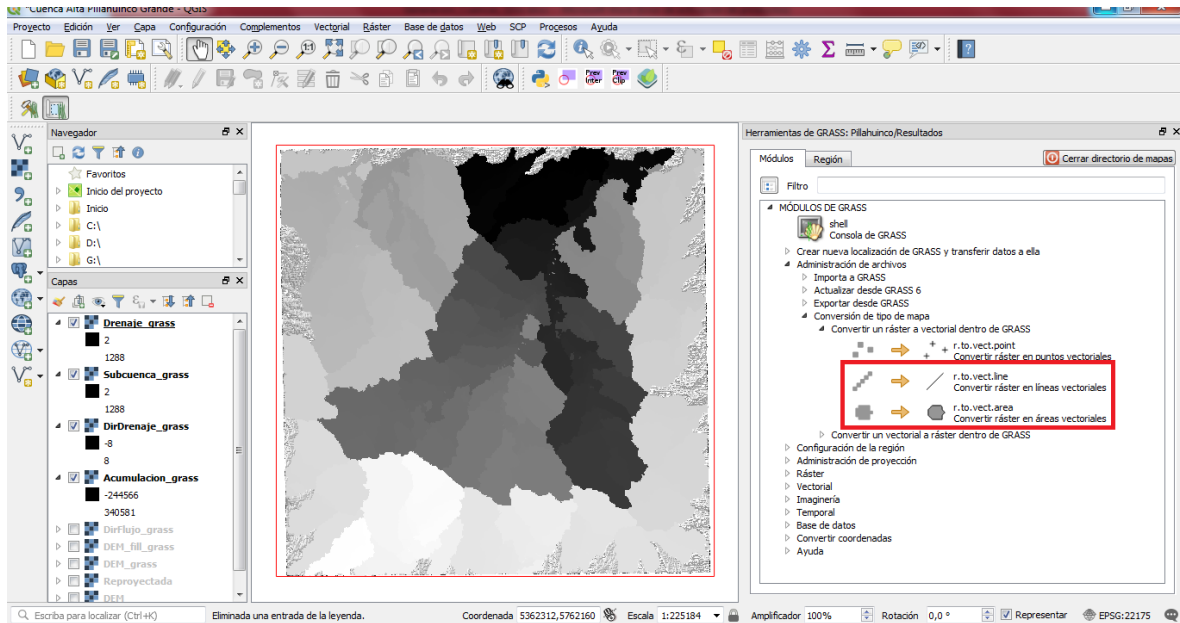 "Cuenca Alta Pillahuinco Grande - QGIS
Proyecto Edición Ver Capa Configuración Complementos Vectorial Ráster Base de datos Web SCP Procesos Ayuda
Prev Inter
Prev Clip
Navegador
Favoritos
Inicio del proyecto
Inicio
C:\
D:\
G:\
Capas
Drenaje_grass
2
1288
Subcuenca_grass
2
1288
DirDrenaje_grass
-8
8
Acumulacion_grass
-244566
340581
DirFlujo_grass
DEM_fill_grass
DEM_grass
Reproyectada
DEM
Herramientas de GRASS: Pillahuinco/Resultados
Módulos Región Cerrar directorio de mapas
Filtro
MÓDULOS DE GRASS
shell
Consola de GRASS
Crear nueva localización de GRASS y transferir datos a ella
Administración de archivos
Importa a GRASS
Actualizar desde GRASS 6
Exportar desde GRASS
Conversión de tipo de mapa
Convertir un ráster a vectorial dentro de GRASS
r.to.vect.point
Convertir ráster en puntos vectoriales
r.to.vect.line
Convertir ráster en líneas vectoriales
r.to.vect.area
Convertir ráster en áreas vectoriales
Convertir un vectorial a ráster dentro de GRASS
Configuración de la región
Administración de proyección
Ráster
Vectorial
Imaginería
Temporal
Base de datos
Convertir coordenadas
Ayuda
Escriba para localizar (Ctrl+K) Eliminada una entrada de la leyenda. Coordenada 5362312,5762160 Escala 1:225184 Amplificador 100% Rotación 0,0 ° Representar EPSG:22175